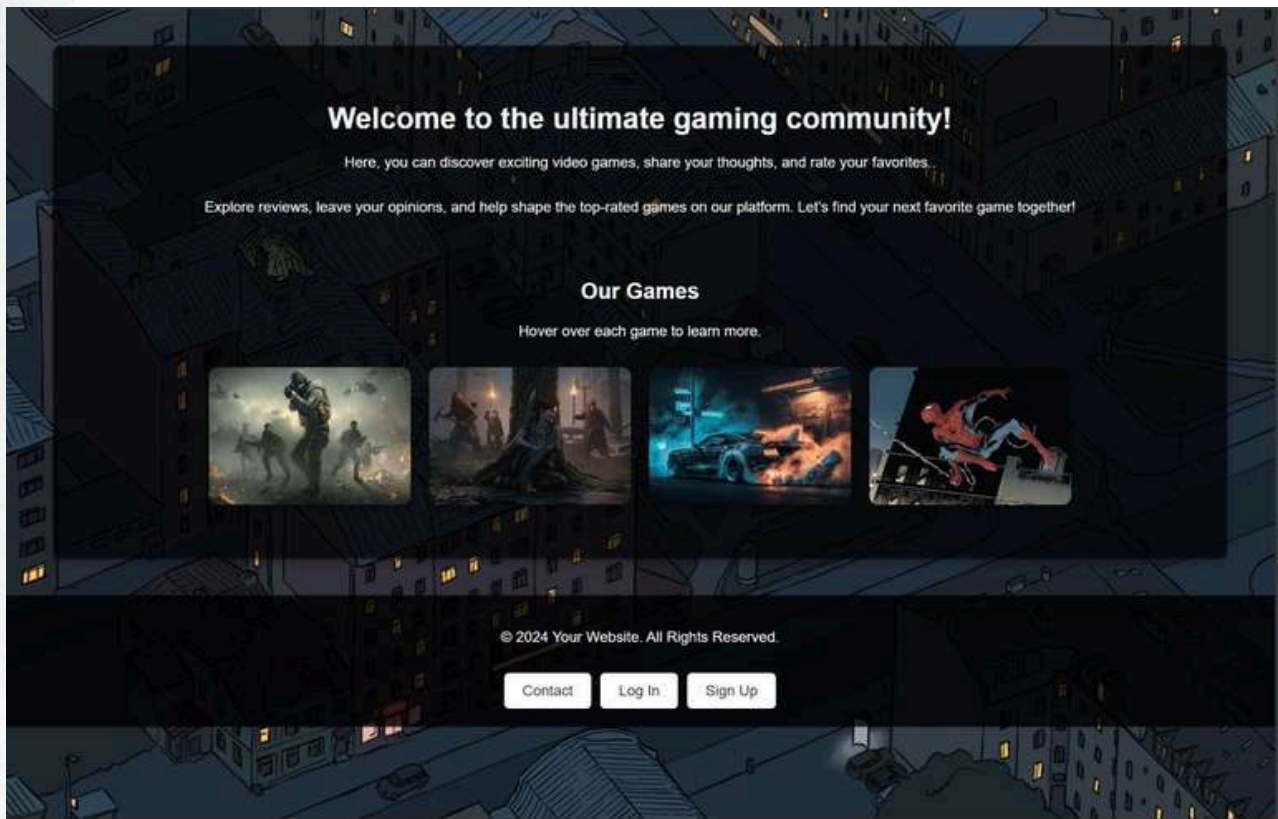 Welcome to the ultimate gaming community!
Here, you can discover exciting video games, share your thoughts, and rate your favorites.
Explore reviews, leave your opinions, and help shape the top-rated games on our platform. Let's find your next favorite game together!
Our Games
Hover over each game to learn more.
© 2024 Your Website. All Rights Reserved.
Contact Log In Sign Up